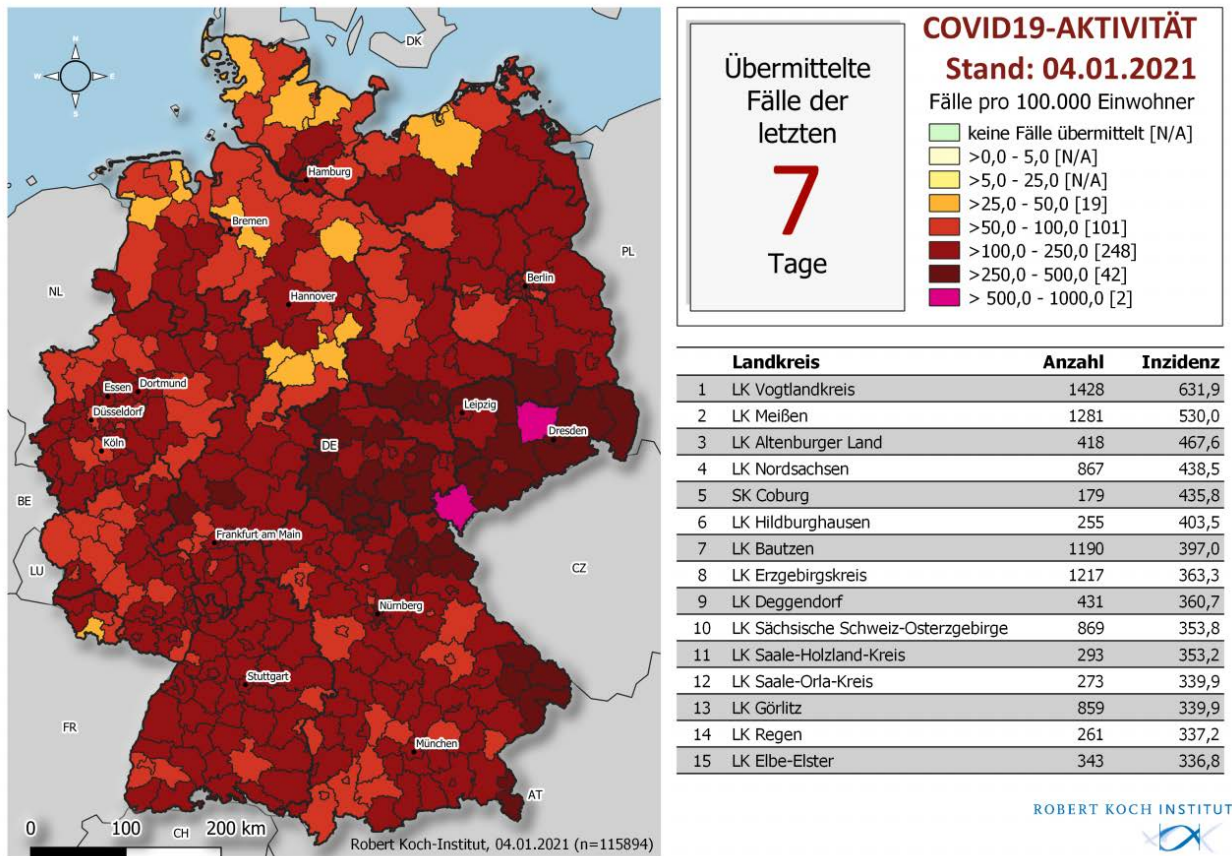 N
W
E
S
DK
Hamburg
Bremen
PL
Berlin
NL
Hannover
Essen
Dortmund
Düsseldorf
Leipzig
Dresden
Köln
DE
BE
Frankfurt am Main
LU
CZ
Nürnberg
Stuttgart
FR
München
AT
0 100 200 km
CH
Robert Koch-Institut, 04.01.2021 (n=115894)
Übermittelte
Fälle der
letzten
7
Tage
COVID19-AKTIVITÄT
Stand: 04.01.2021
Fälle pro 100.000 Einwohner
keine Fälle übermittelt [N/A]
>0,0 - 5,0 [N/A]
>5,0 - 25,0 [N/A]
>25,0 - 50,0 [19]
>50,0 - 100,0 [101]
>100,0 - 250,0 [248]
>250,0 - 500,0 [42]
> 500,0 - 1000,0 [2]
Landkreis Anzahl Inzidenz
1 LK Vogtlandkreis 1428 631,9
2 LK Meißen 1281 530,0
3 LK Altenburger Land 418 467,6
4 LK Nordsachsen 867 438,5
5 SK Coburg 179 435,8
6 LK Hildburghausen 255 403,5
7 LK Bautzen 1190 397,0
8 LK Erzgebirgskreis 1217 363,3
9 LK Deggendorf 431 360,7
10 LK Sächsische Schweiz-Osterzgebirge 869 353,8
11 LK Saale-Holzland-Kreis 293 353,2
12 LK Saale-Orla-Kreis 273 339,9
13 LK Görlitz 859 339,9
14 LK Regen 261 337,2
15 LK Elbe-Elster 343 336,8
ROBERT KOCH INSTITUT